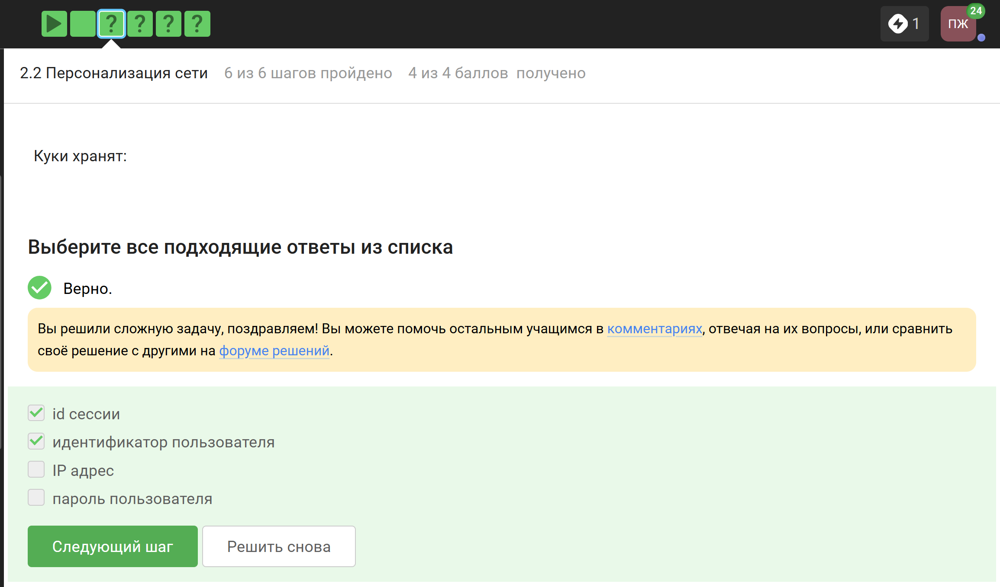 ? ? ? ?
1
ПЖ
24
2.2 Персонализация сети 6 из 6 шагов пройдено 4 из 4 баллов получено
Куки хранят:
Выберите все подходящие ответы из списка
Верно.
Вы решили сложную задачу, поздравляем! Вы можете помочь остальным учащимся в комментариях, отвечая на их вопросы, или сравнить
своё решение с другими на форуме решений.
id сессии
идентификатор пользователя
IP адрес
пароль пользователя
Следующий шаг Решить снова